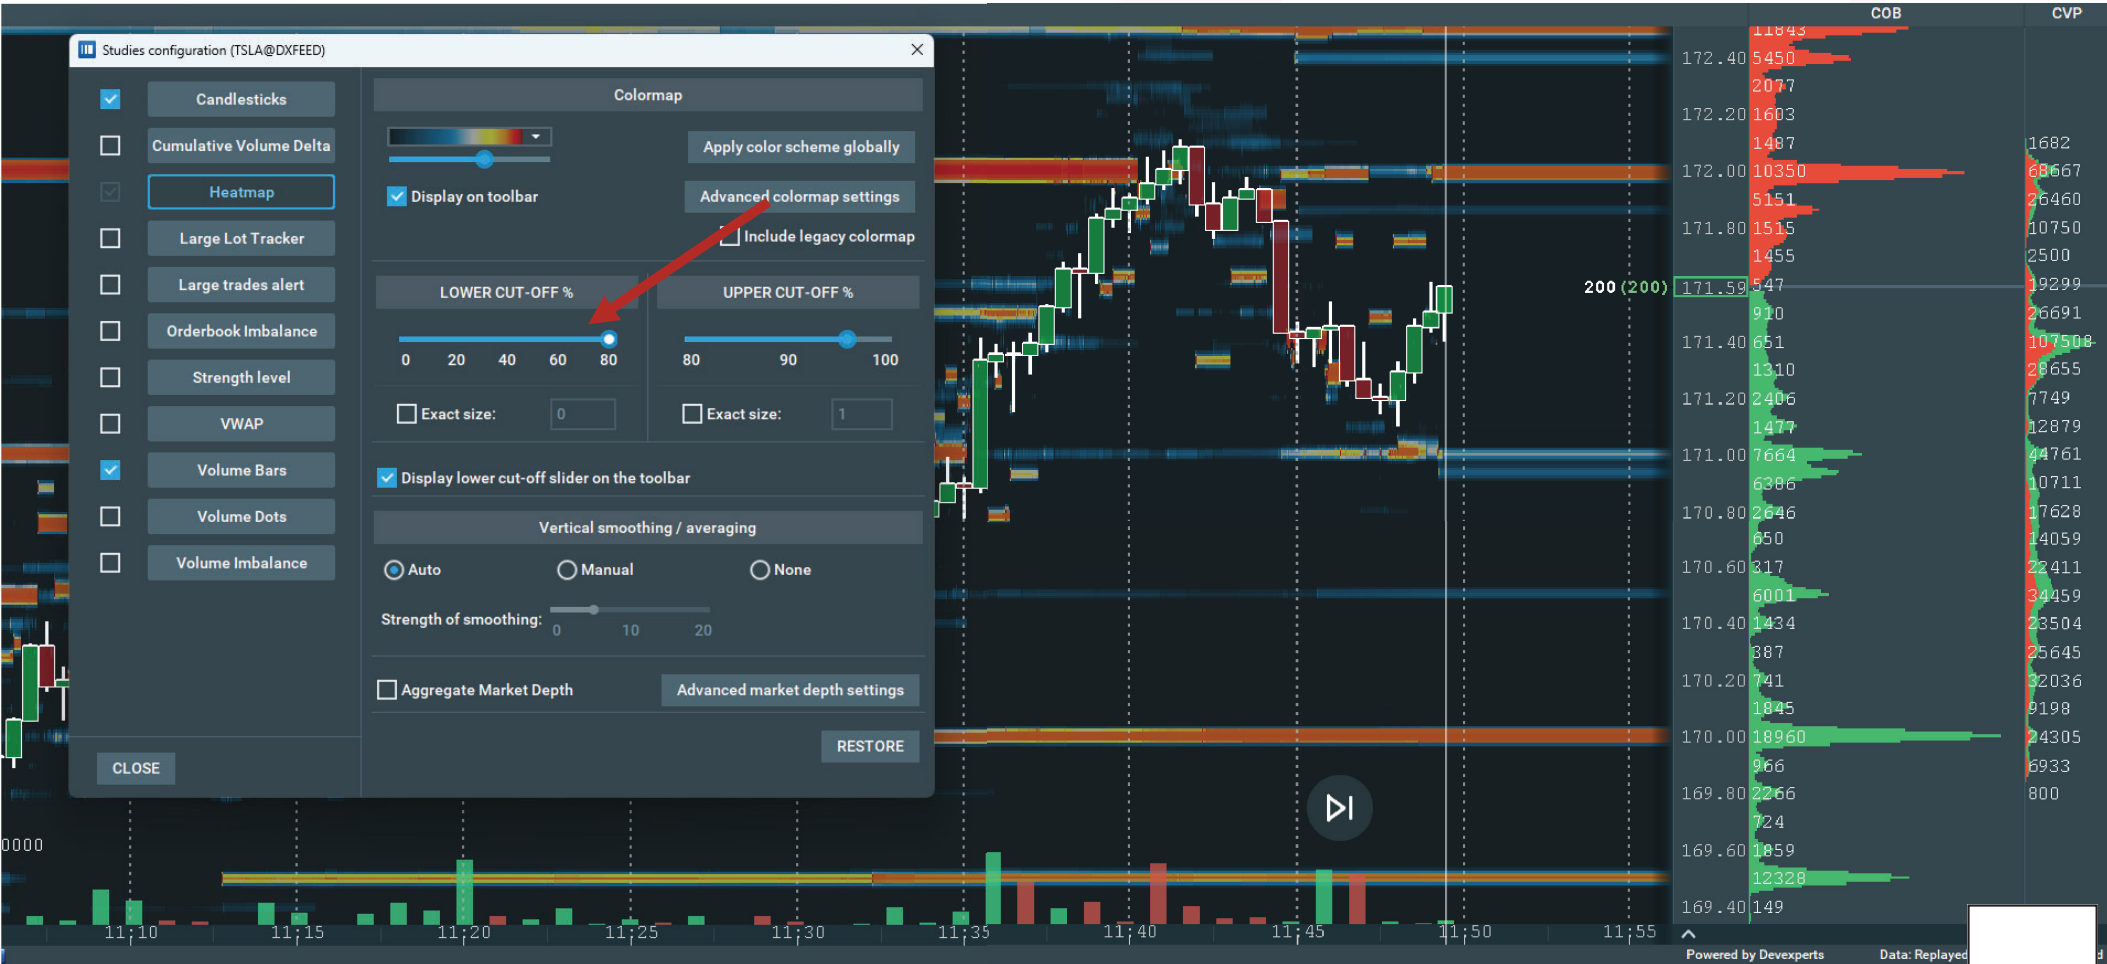 COB CVP
Studies configuration (TSLA@DXFEED)
Candlesticks
Cumulative Volume Delta
Heatmap
Large Lot Tracker
Large trades alert
Orderbook Imbalance
Strength level
VWAP
Volume Bars
Volume Dots
Volume Imbalance
CLOSE
Colormap
Apply color scheme globally
Display on toolbar
Advanced colormap settings
Include legacy colormap
LOWER CUT-OFF %
UPPER CUT-OFF %
0 20 40 60 80
80 90 100
Exact size: 0
Exact size: 1
Display lower cut-off slider on the toolbar
Vertical smoothing / averaging
Auto Manual None
Strength of smoothing:
0 10 20
Aggregate Market Depth
Advanced market depth settings
RESTORE
200 (200)
11843
172.40 5450
2077
172.20 1603
1487 1682
172.00 10350 68667
5151 26460
171.80 1515 10750
1455 2500
171.59 547 19299
910 26691
171.40 651 107508
1310 28655
171.20 2406 7749
1477 12879
171.00 7664 44761
6386 10711
170.80 2646 17628
650 14059
170.60 317 22411
6001 34459
170.40 1434 23504
387 25645
170.20 741 32036
1845 9198
170.00 18960 24305
966 6933
169.80 2266 800
724
169.60 1859
12328
169.40 149
0000
11:10 11:15 11:20 11:25 11:30 11:35 11:40 11:45 11:50 11:55
Powered by Devexperts Data: Replayed